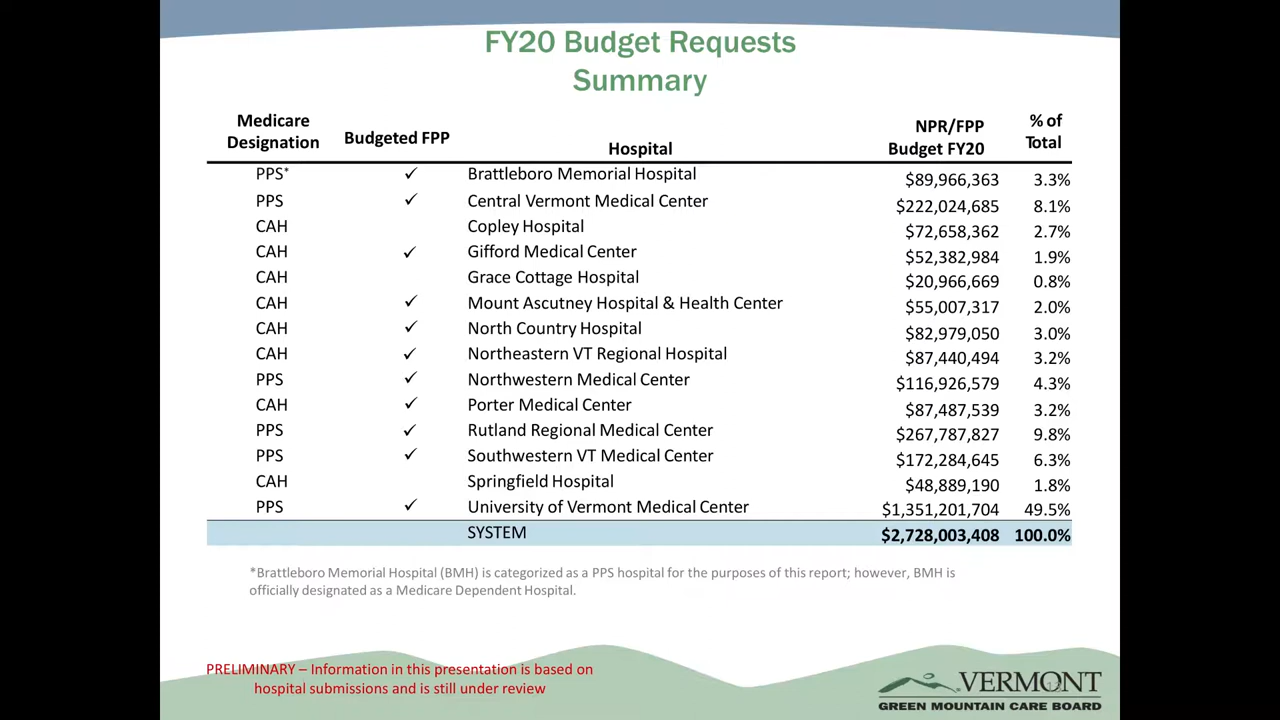 FY20 Budget Requests
Summary
Medicare Designation Budgeted FPP Hospital NPR/FPP Budget FY20 % of Total
PPS* ✓ Brattleboro Memorial Hospital $89,966,363 3.3%
PPS ✓ Central Vermont Medical Center $222,024,685 8.1%
CAH Copley Hospital $72,658,362 2.7%
CAH ✓ Gifford Medical Center $52,382,984 1.9%
CAH Grace Cottage Hospital $20,966,669 0.8%
CAH ✓ Mount Ascutney Hospital & Health Center $55,007,317 2.0%
CAH ✓ North Country Hospital $82,979,050 3.0%
CAH ✓ Northeastern VT Regional Hospital $87,440,494 3.2%
PPS ✓ Northwestern Medical Center $116,926,579 4.3%
CAH ✓ Porter Medical Center $87,487,539 3.2%
PPS ✓ Rutland Regional Medical Center $267,787,827 9.8%
PPS ✓ Southwestern VT Medical Center $172,284,645 6.3%
CAH Springfield Hospital $48,889,190 1.8%
PPS ✓ University of Vermont Medical Center $1,351,201,704 49.5%
SYSTEM $2,728,003,408 100.0%
*Brattleboro Memorial Hospital (BMH) is categorized as a PPS hospital for the purposes of this report; however, BMH is
officially designated as a Medicare Dependent Hospital.
PRELIMINARY – Information in this presentation is based on
hospital submissions and is still under review
VERMONT
GREEN MOUNTAIN CARE BOARD